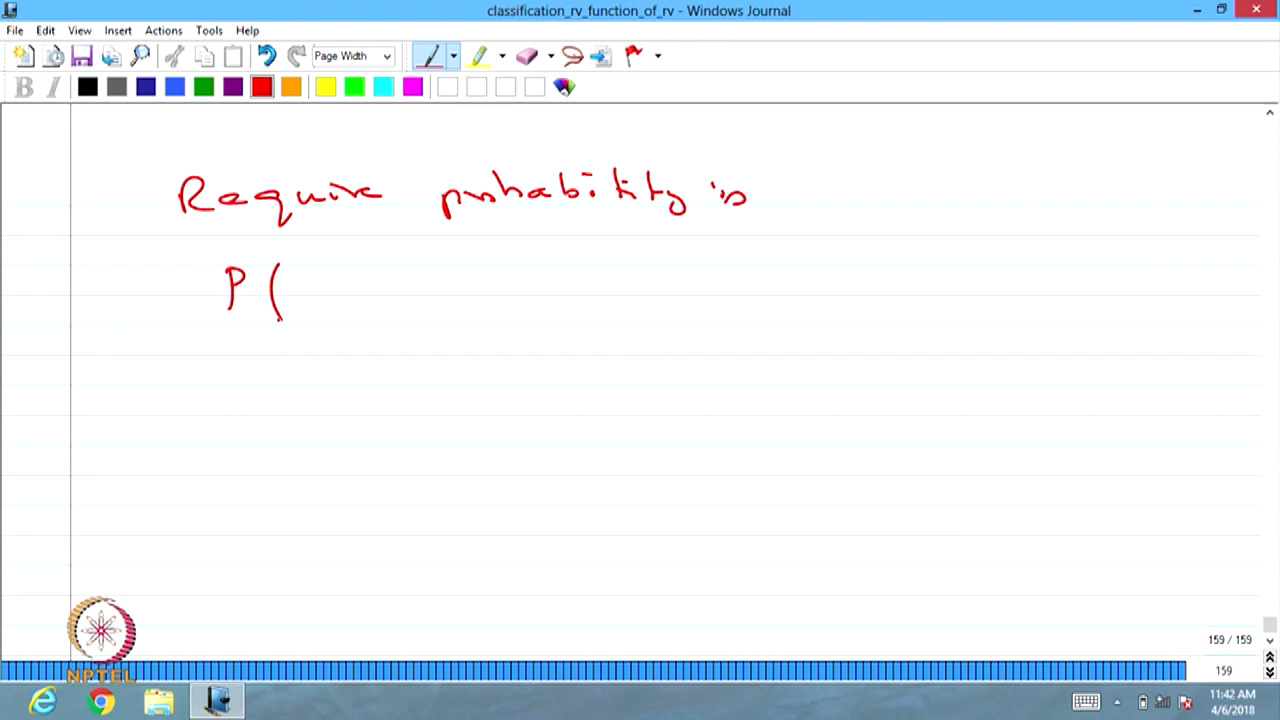 classification_rv_function_of_rv - Windows Journal
File Edit View Insert Actions Tools Help
Page Width
B I
Require probability is
P (
159 / 159
159
NPTEL
11:42 AM
4/6/2018